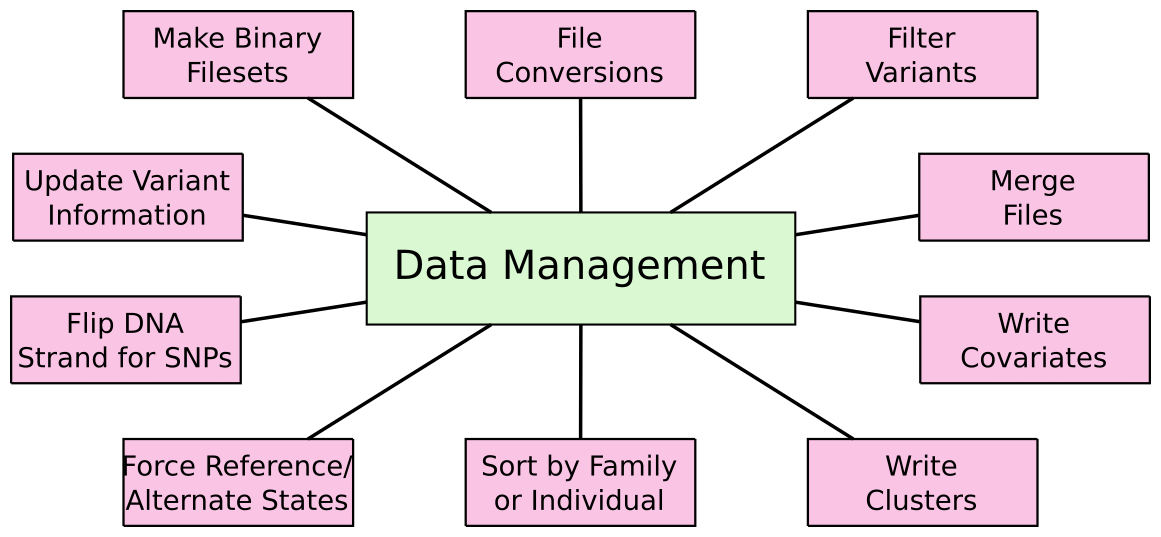 Make Binary
Filesets
File
Conversions
Filter
Variants
Update Variant
Information
Merge
Files
Data Management
Flip DNA
Strand for SNPs
Write
Covariates
Force Reference/
Alternate States
Sort by Family
or Individual
Write
Clusters